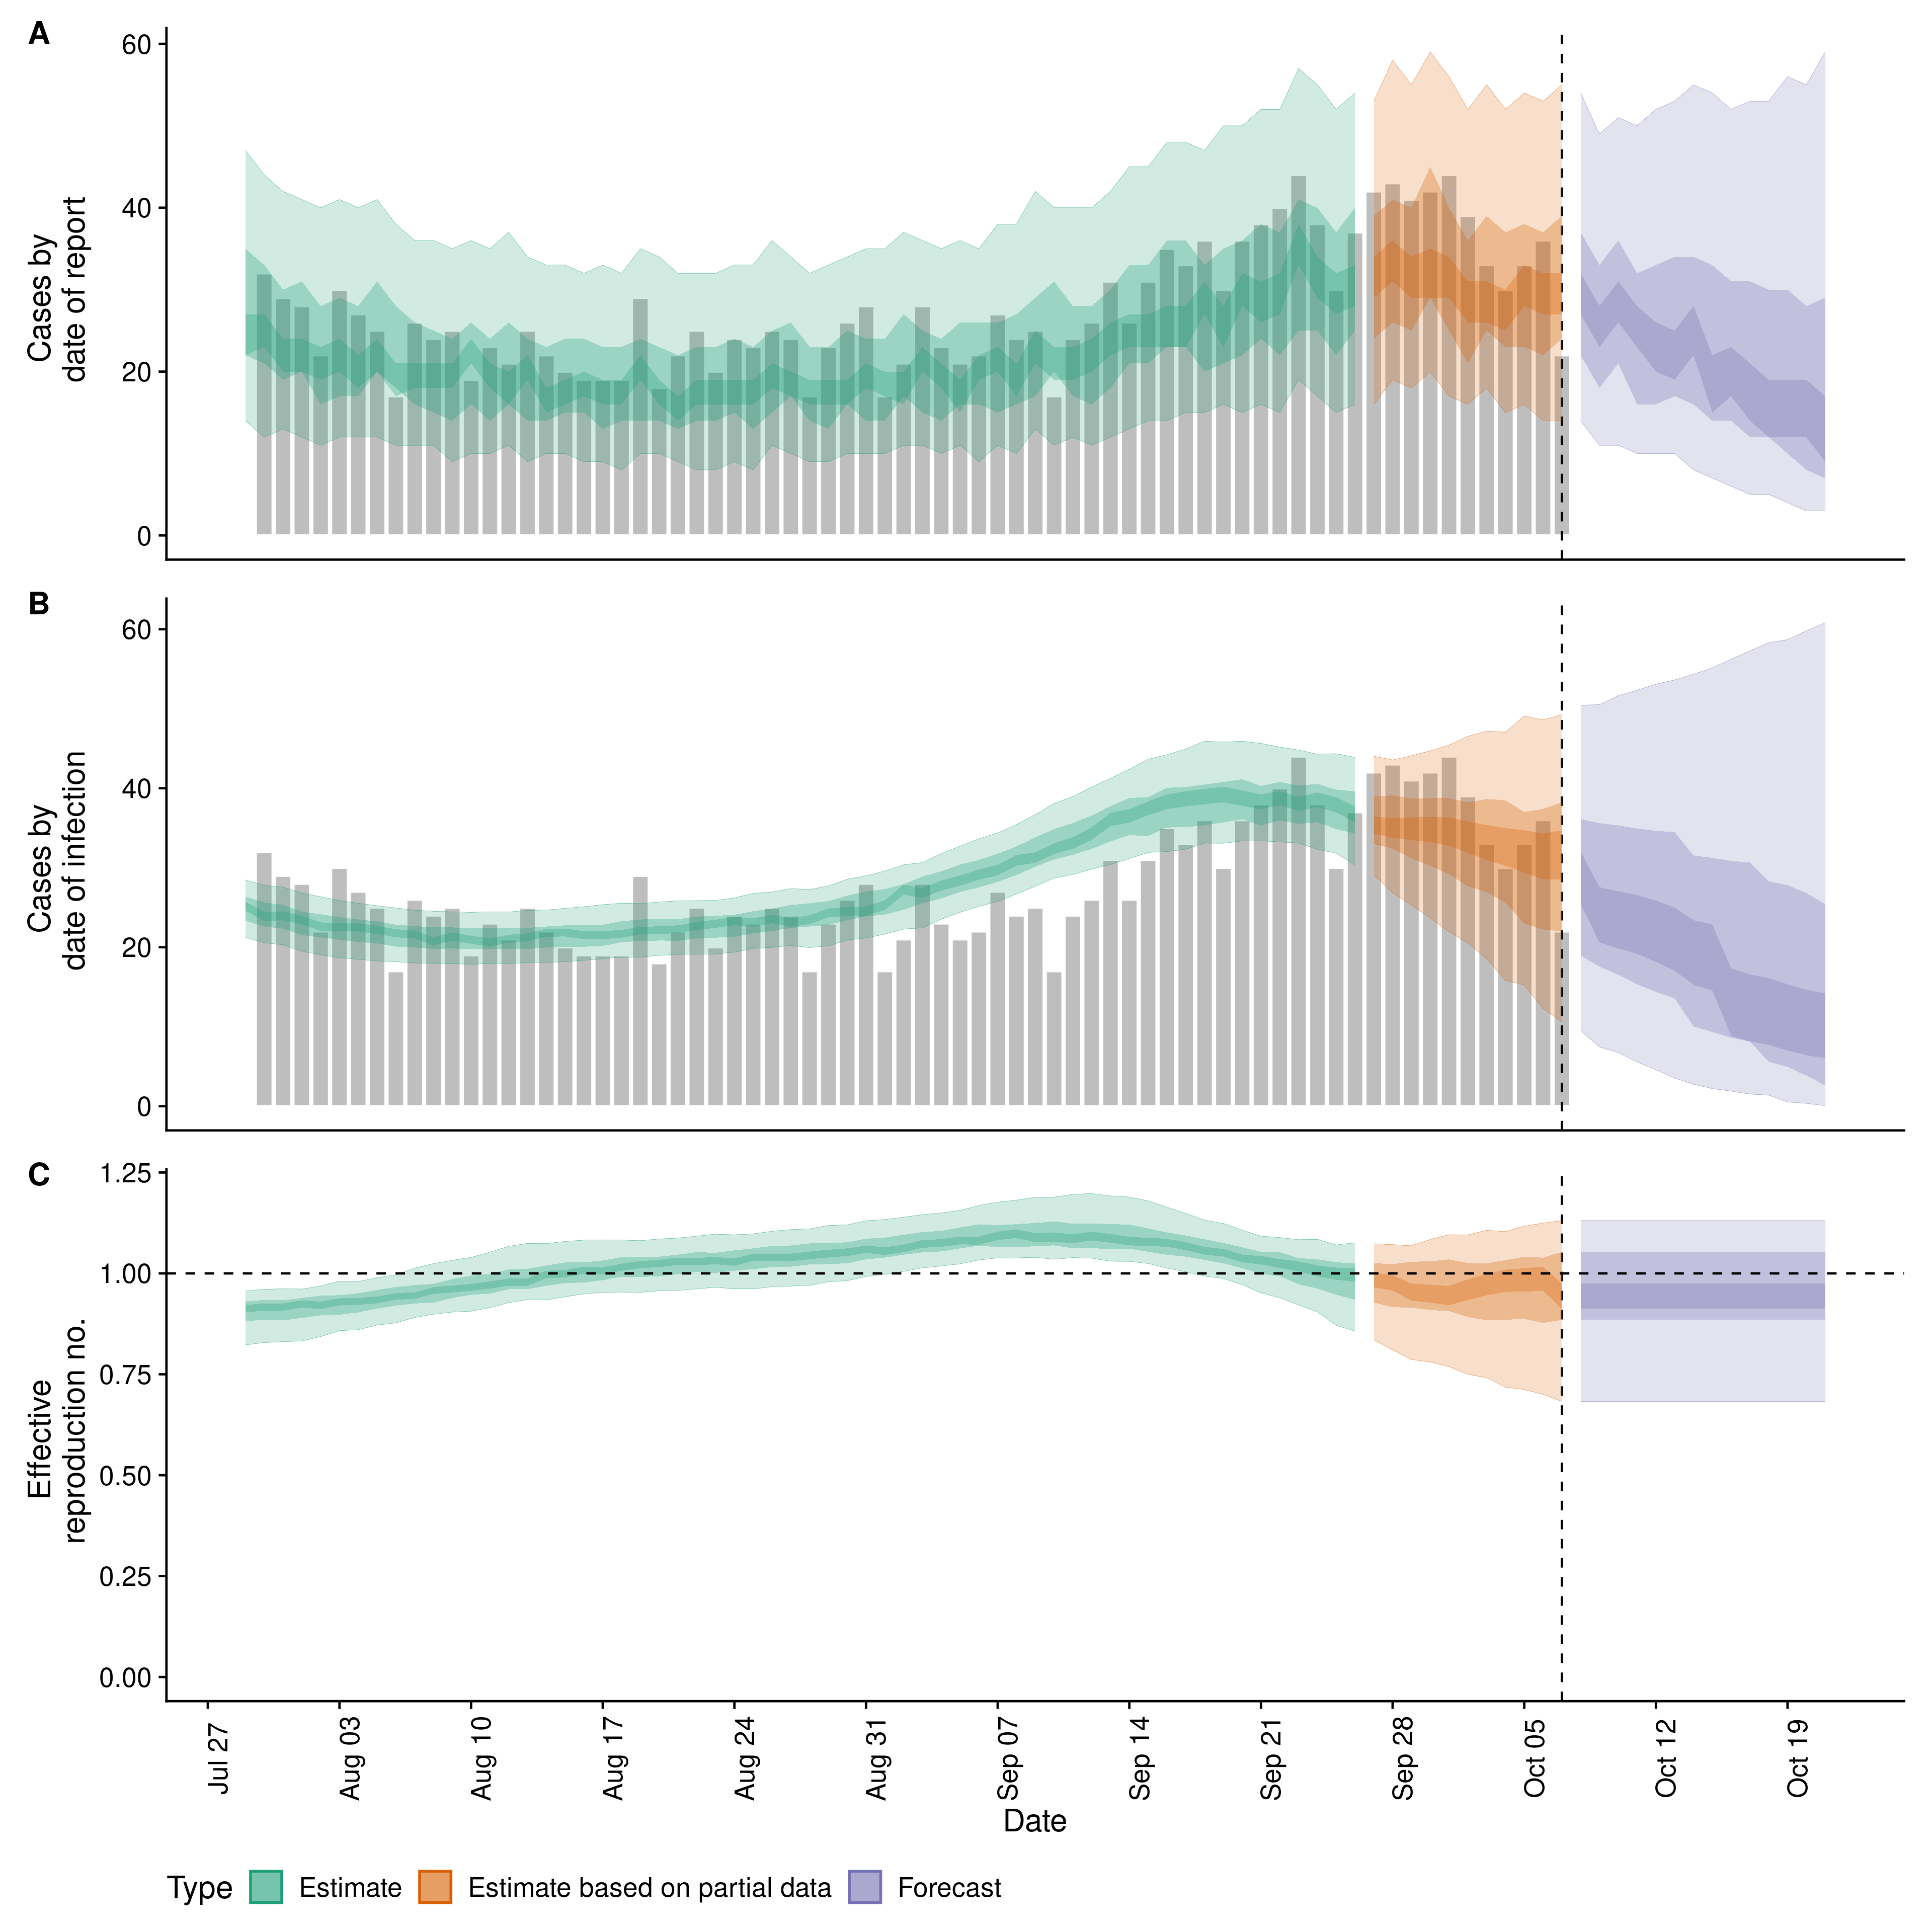 A
Cases by
date of report
60
40
20
0
B
Cases by
date of infection
60
40
20
0
C
Effective
reproduction no.
1.25
1.00
0.75
0.50
0.25
0.00
Jul 27
Aug 03
Aug 10
Aug 17
Aug 24
Aug 31
Sep 07
Sep 14
Sep 21
Sep 28
Oct 05
Oct 12
Oct 19
Date
Type Estimate Estimate based on partial data Forecast